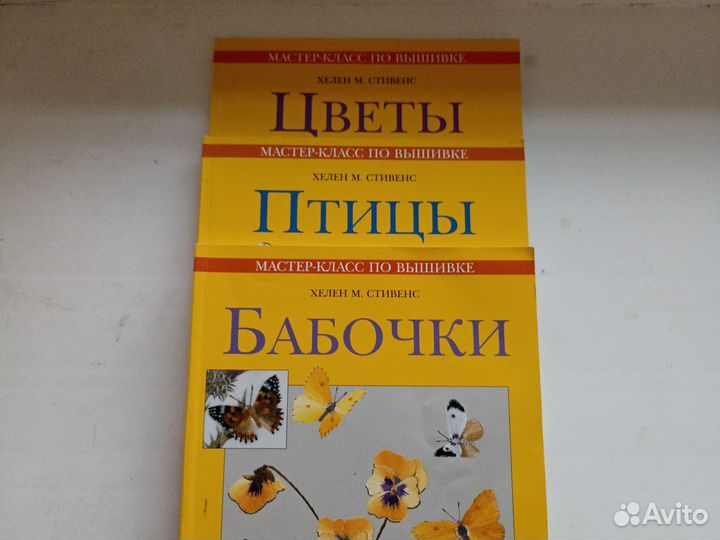 МАСТЕР-КЛАСС ПО ВЫШИВКЕ
ХЕЛЕН М. СТИВЕНС
ЦВЕТЫ
МАСТЕР-КЛАСС ПО ВЫШИВКЕ
ХЕЛЕН М. СТИВЕНС
ПТИЦЫ
МАСТЕР-КЛАСС ПО ВЫШИВКЕ
ХЕЛЕН М. СТИВЕНС
БАБОЧКИ
Avito